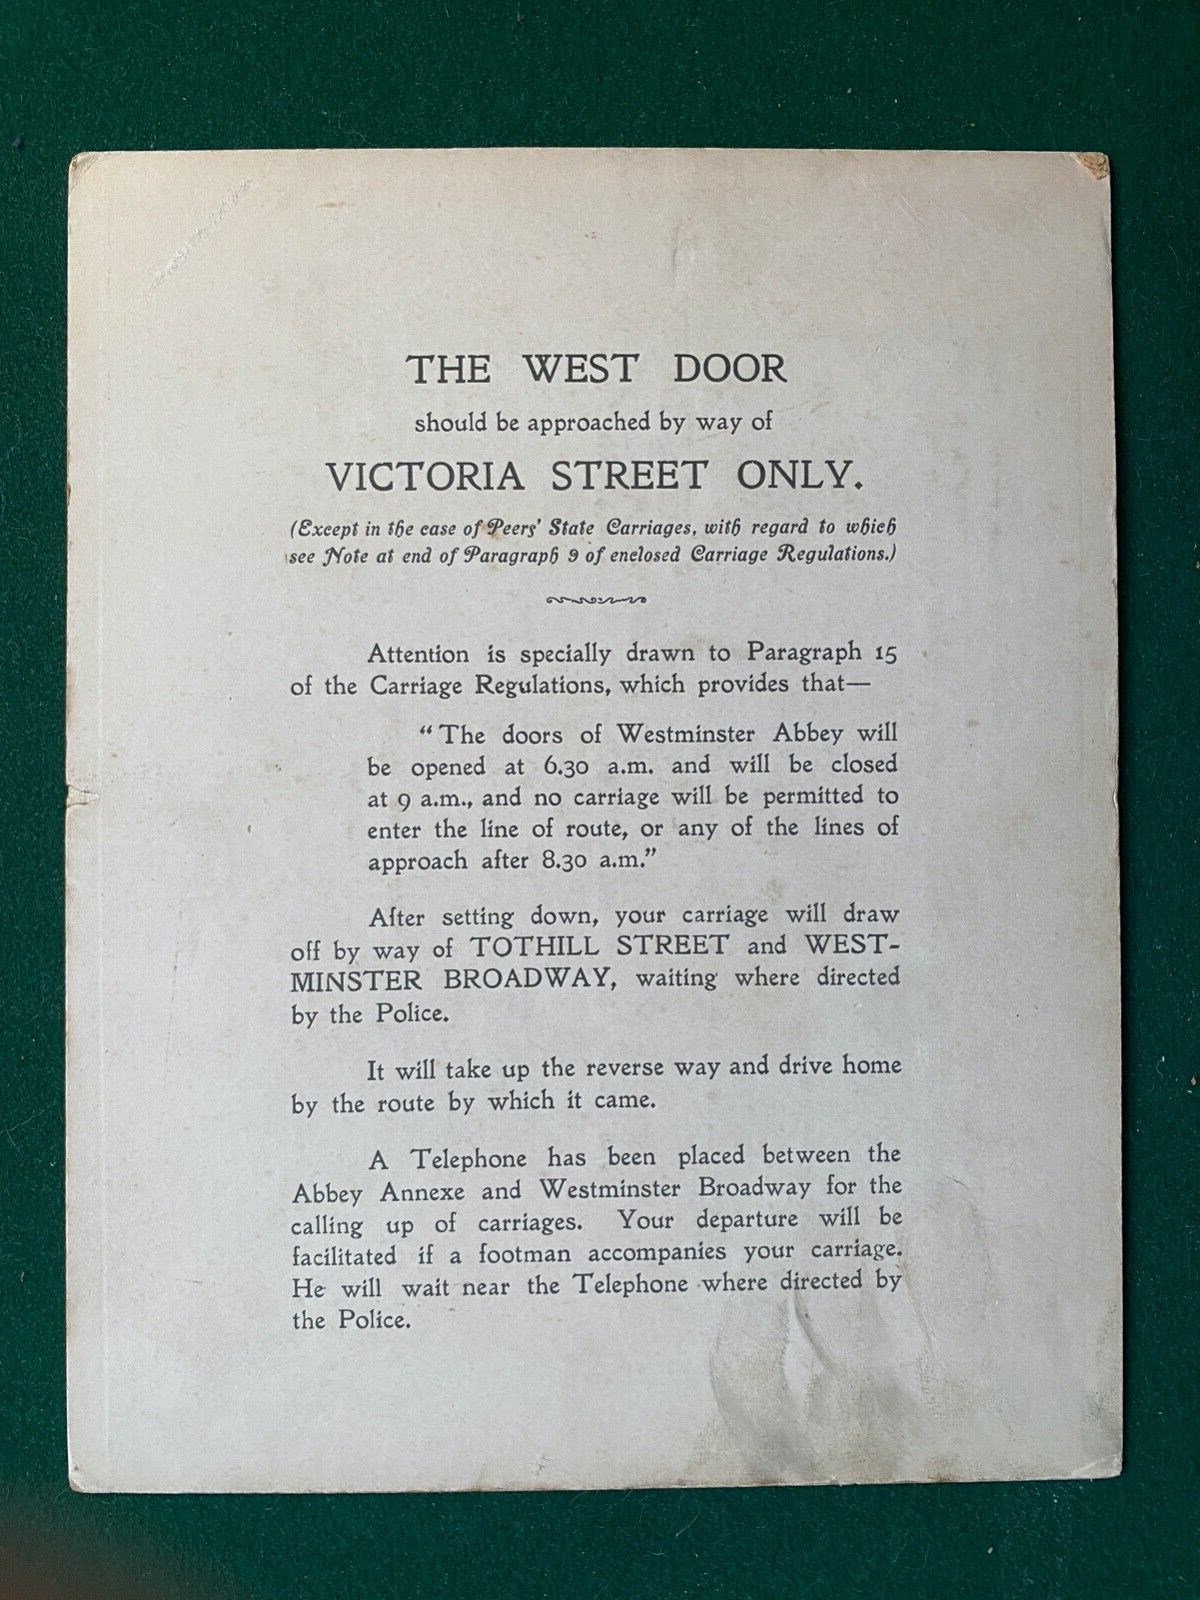 THE WEST DOOR
should be approached by way of
VICTORIA STREET ONLY.
(Except in the case of Peers' State Carriages, with regard to which
see Note at end of Paragraph 9 of enclosed Carriage Regulations.)
Attention is specially drawn to Paragraph 15
of the Carriage Regulations, which provides that—
"The doors of Westminster Abbey will
be opened at 6.30 a.m. and will be closed
at 9 a.m., and no carriage will be permitted to
enter the line of route, or any of the lines of
approach after 8.30 a.m."
After setting down, your carriage will draw
off by way of TOTHILL STREET and WEST-
MINSTER BROADWAY, waiting where directed
by the Police.
It will take up the reverse way and drive home
by the route by which it came.
A Telephone has been placed between the
Abbey Annexe and Westminster Broadway for the
calling up of carriages. Your departure will be
facilitated if a footman accompanies your carriage.
He will wait near the Telephone where directed by
the Police.